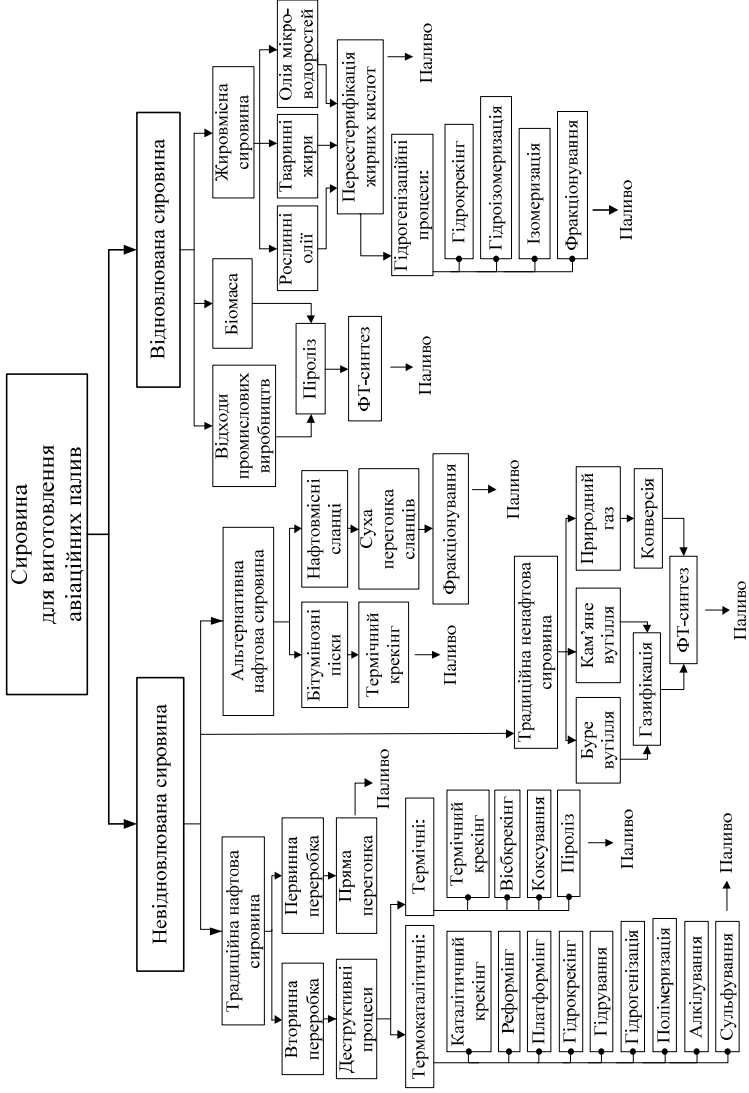 Сировина
для виготовлення
авіаційних палив
Невідновлювана сировина
Відновлювана сировина
Традиційна нафтова
сировина
Вторинна
переробка
Первинна
переробка
Деструктивні
процеси
Пряма
перегонка
Паливо
Термокаталітичні:
Каталітичний
крекінг
Реформінг
Платформінг
Гідрокрекінг
Гідрування
Гідрогенізація
Полімеризація
Алкілування
Сульфування
Паливо
Термічні:
Термічний
крекінг
Вісбкрекінг
Коксування
Піроліз
Паливо
Альтернативна
нафтова сировина
Бітумінозні
піски
Нафтовмісні
сланці
Термічний
крекінг
Паливо
Суха
перегонка
сланців
Фракціонування
Паливо
Традиційна ненафтова
сировина
Буре
вугілля
Кам’яне
вугілля
Природний
газ
Газифікація
Конверсія
ФТ-синтез
Паливо
Відходи
промислових
виробництв
Біомаса
Піроліз
ФТ-синтез
Паливо
Жировмісна
сировина
Рослинні
олії
Тваринні
жири
Олія мікро-
водоростей
Переестерифікація
жирних кислот
Паливо
Гідрогенізаційні
процеси:
Гідрокрекінг
Гідроізомеризація
Ізомеризація
Фракціонування
Паливо